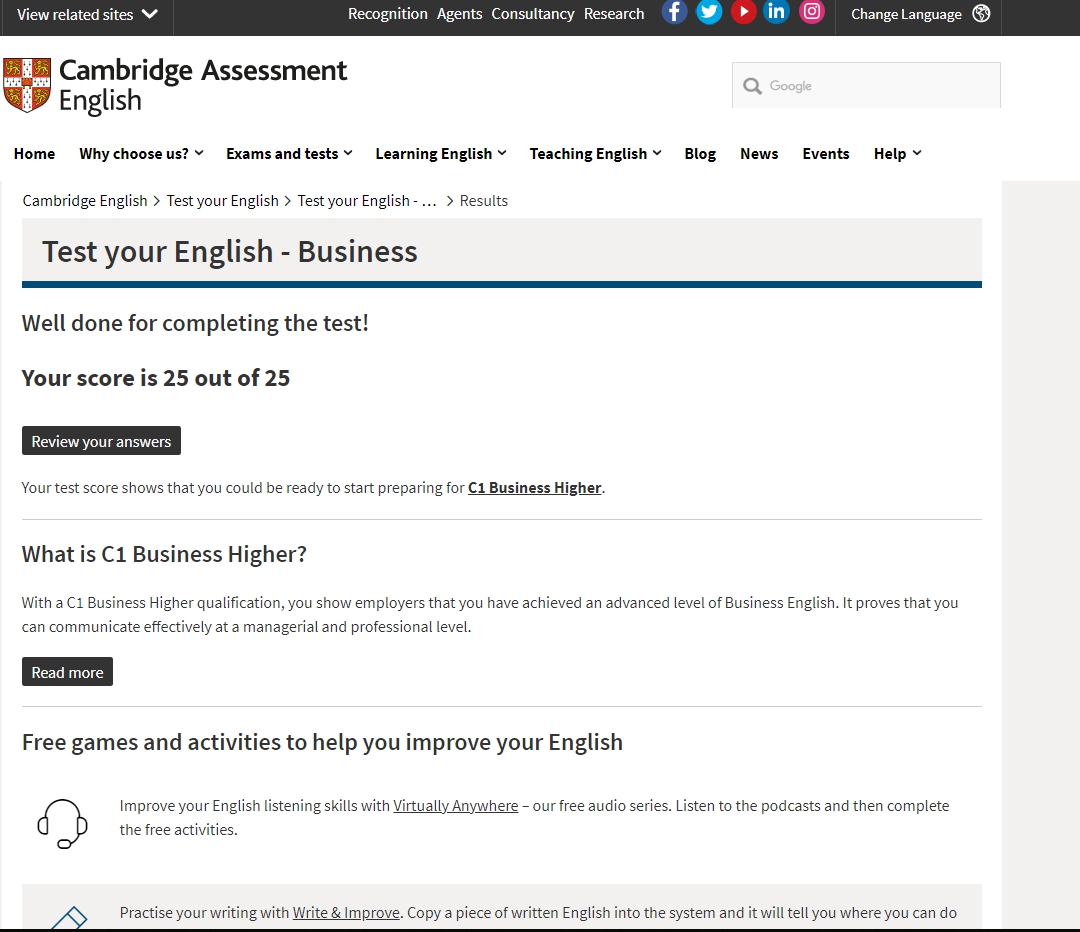 View related sites
Recognition Agents Consultancy Research
Change Language
Cambridge Assessment
English
Google
Home Why choose us? Exams and tests Learning English Teaching English Blog News Events Help
Cambridge English > Test your English > Test your English - ... > Results
Test your English - Business
Well done for completing the test!
Your score is 25 out of 25
Review your answers
Your test score shows that you could be ready to start preparing for C1 Business Higher.
What is C1 Business Higher?
With a C1 Business Higher qualification, you show employers that you have achieved an advanced level of Business English. It proves that you
can communicate effectively at a managerial and professional level.
Read more
Free games and activities to help you improve your English
Improve your English listening skills with Virtually Anywhere – our free audio series. Listen to the podcasts and then complete
the free activities.
Practise your writing with Write & Improve. Copy a piece of written English into the system and it will tell you where you can do